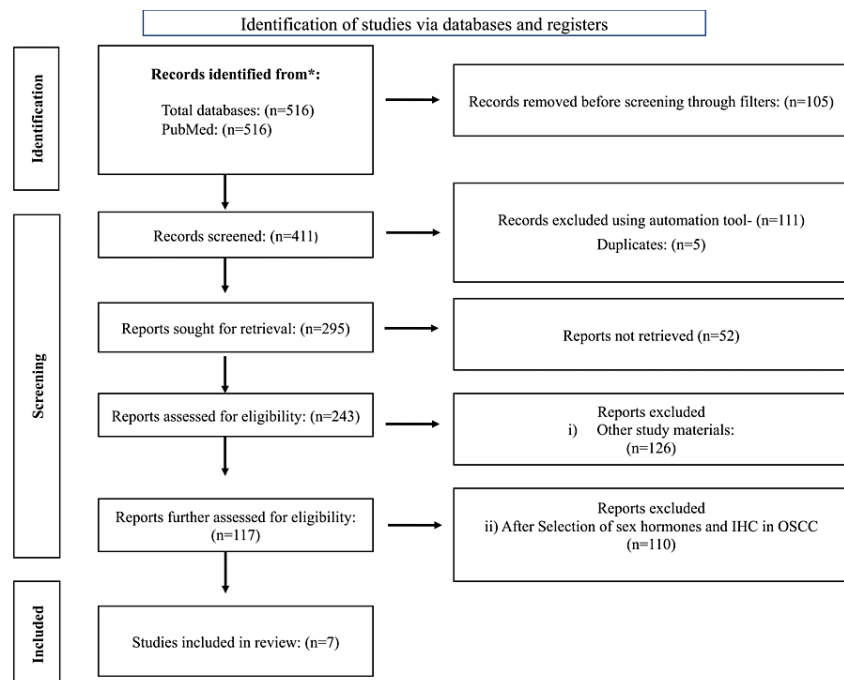 Identification of studies via databases and registers
Identification
Records identified from*:
Total databases: (n=516)
PubMed: (n=516)
Records removed before screening through filters: (n=105)
Screening
Records screened: (n=411)
Records excluded using automation tool- (n=111)
Duplicates: (n=5)
Reports sought for retrieval: (n=295)
Reports not retrieved (n=52)
Reports assessed for eligibility: (n=243)
Reports excluded
i) Other study materials:
(n=126)
Reports further assessed for eligibility:
(n=117)
Reports excluded
ii) After Selection of sex hormones and IHC in OSCC
(n=110)
Included
Studies included in review: (n=7)